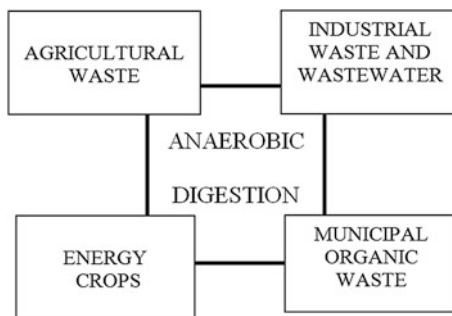 AGRICULTURAL
WASTE
INDUSTRIAL
WASTE AND
WASTEWATER
ANAEROBIC
DIGESTION
ENERGY
CROPS
MUNICIPAL
ORGANIC
WASTE